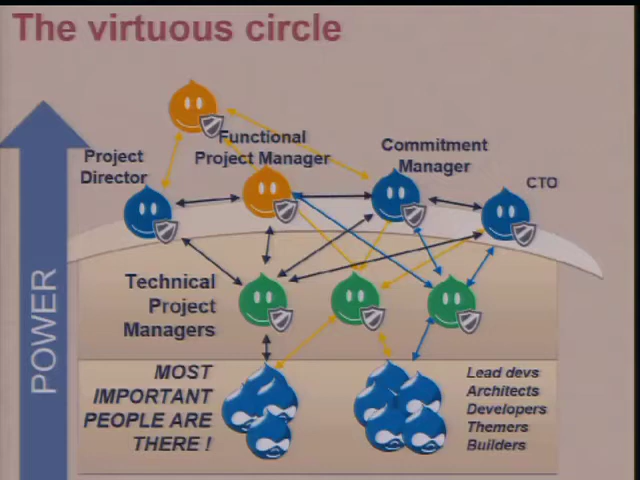 The virtuous circle
Functional
Project Manager
Commitment
Manager
Project
Director
CTO
Technical
Project
Managers
POWER
MOST
IMPORTANT
PEOPLE ARE
THERE !
Lead devs
Architects
Developers
Themers
Builders